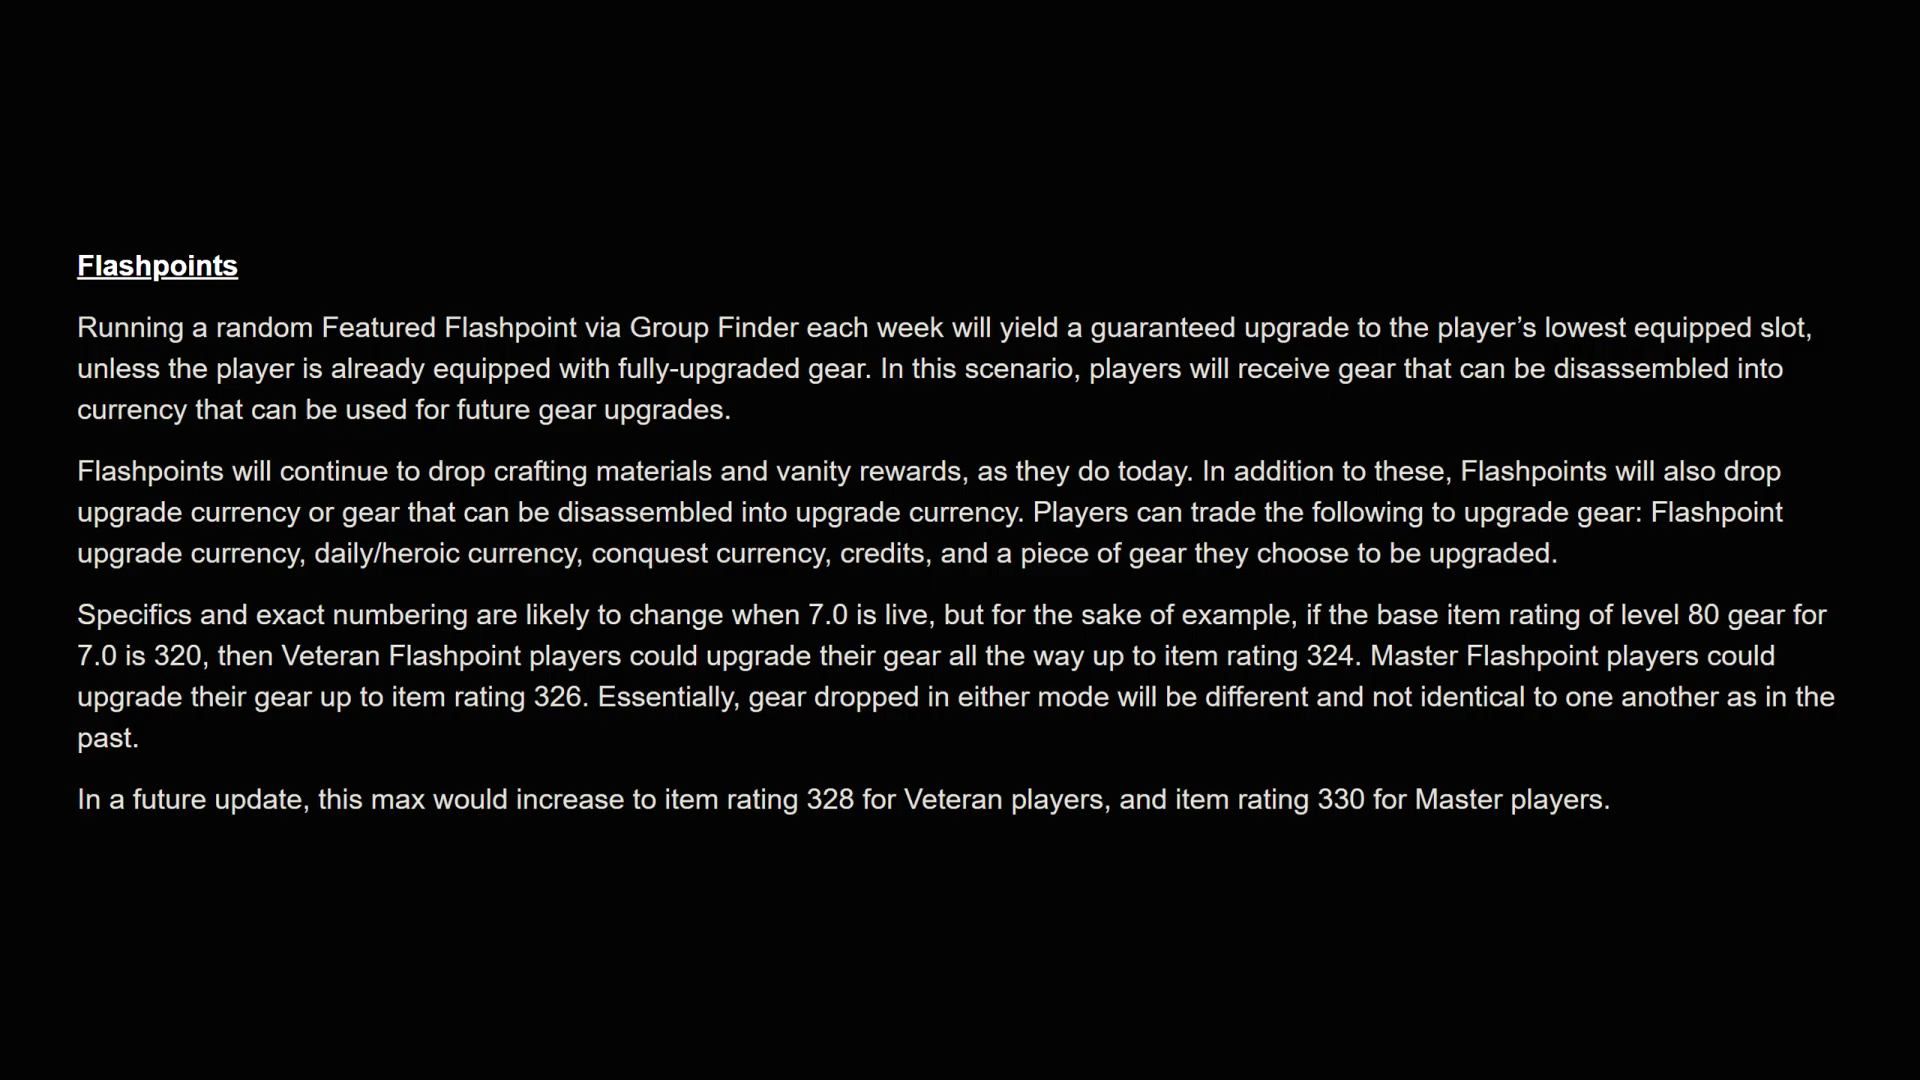 Flashpoints
Running a random Featured Flashpoint via Group Finder each week will yield a guaranteed upgrade to the player’s lowest equipped slot,
unless the player is already equipped with fully-upgraded gear. In this scenario, players will receive gear that can be disassembled into
currency that can be used for future gear upgrades.
Flashpoints will continue to drop crafting materials and vanity rewards, as they do today. In addition to these, Flashpoints will also drop
upgrade currency or gear that can be disassembled into upgrade currency. Players can trade the following to upgrade gear: Flashpoint
upgrade currency, daily/heroic currency, conquest currency, credits, and a piece of gear they choose to be upgraded.
Specifics and exact numbering are likely to change when 7.0 is live, but for the sake of example, if the base item rating of level 80 gear for
7.0 is 320, then Veteran Flashpoint players could upgrade their gear all the way up to item rating 324. Master Flashpoint players could
upgrade their gear up to item rating 326. Essentially, gear dropped in either mode will be different and not identical to one another as in the
past.
In a future update, this max would increase to item rating 328 for Veteran players, and item rating 330 for Master players.